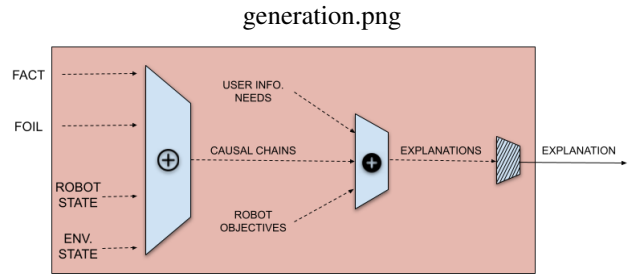 generation.png
FACT
FOIL
ROBOT
STATE
ENV.
STATE
USER INFO.
NEEDS
CAUSAL CHAINS
ROBOT
OBJECTIVES
EXPLANATIONS
EXPLANATION